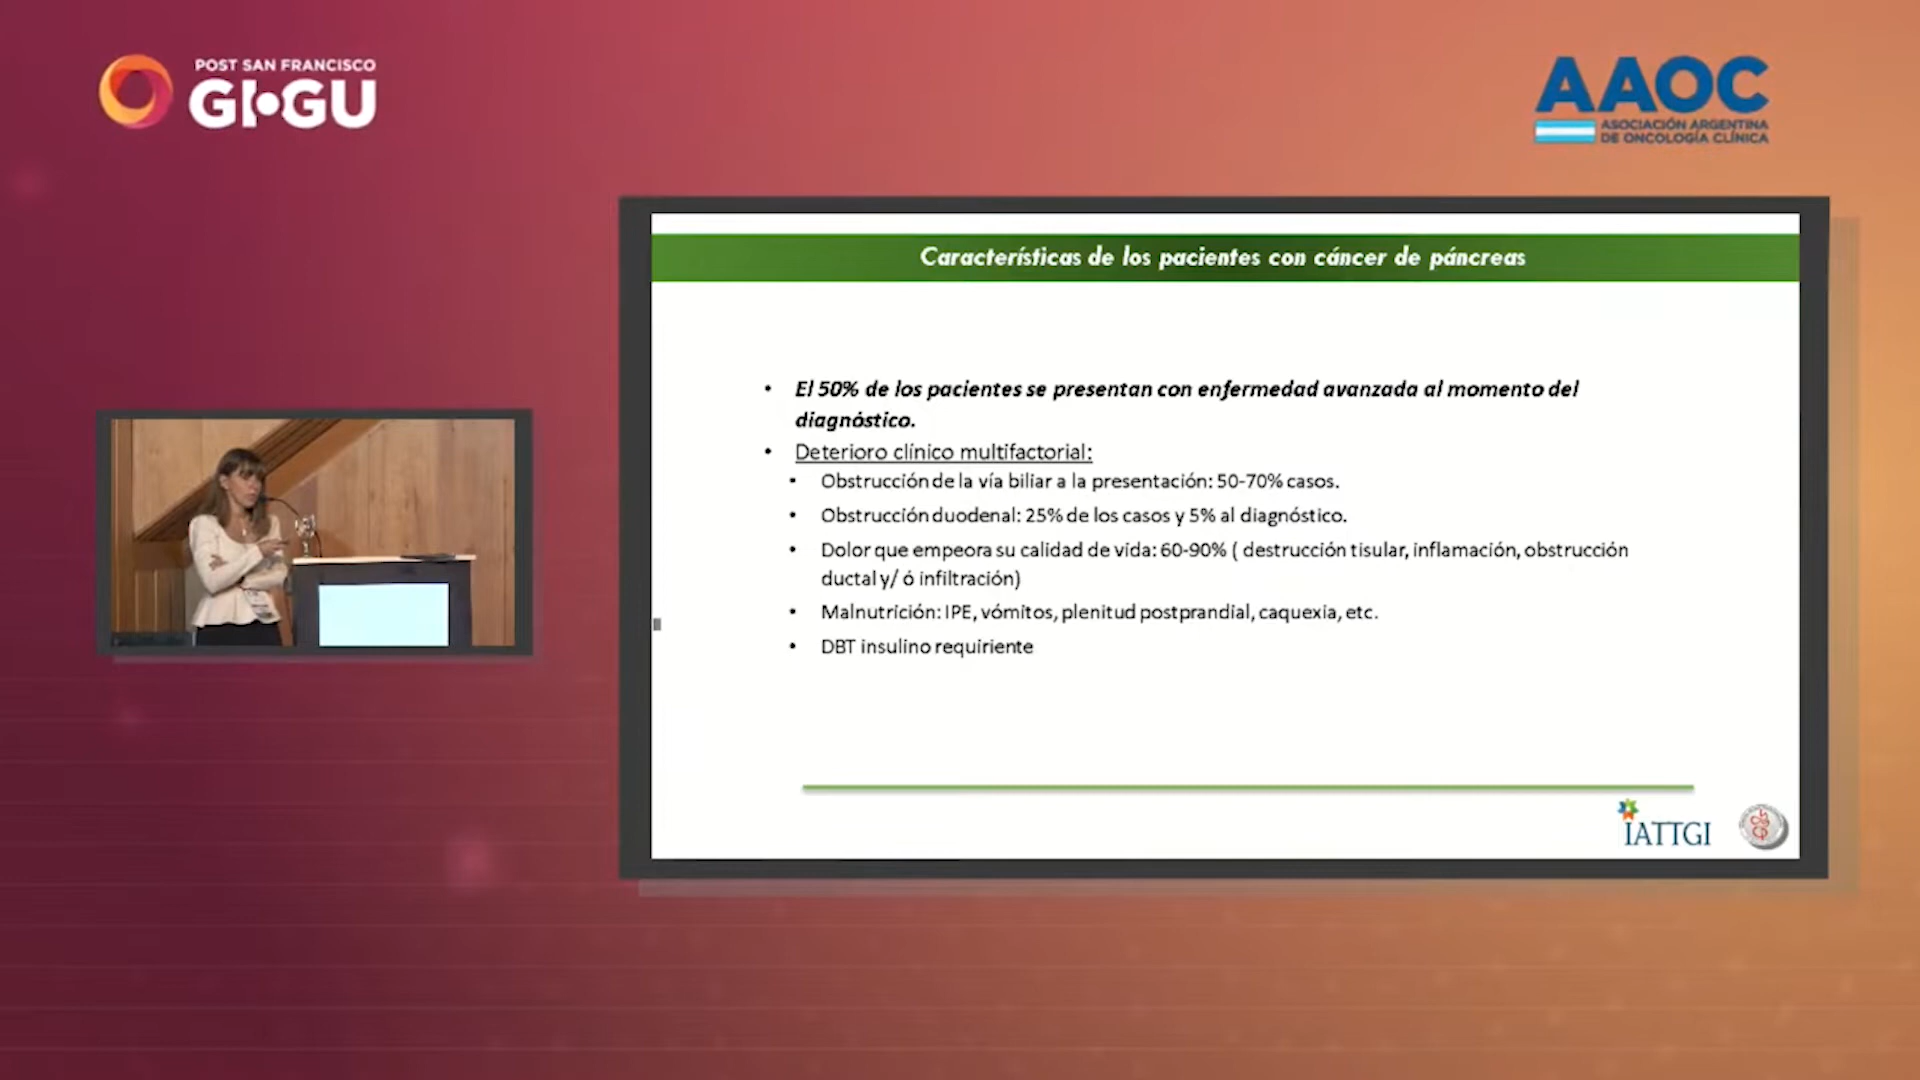 POST SAN FRANCISCO
GI•GU
AAOC
ASOCIACIÓN ARGENTINA
DE ONCOLOGÍA CLÍNICA
Características de los pacientes con cáncer de páncreas
• El 50% de los pacientes se presentan con enfermedad avanzada al momento del
diagnóstico.
• Deterioro clínico multifactorial:
• Obstrucción de la vía biliar a la presentación: 50-70% casos.
• Obstrucción duodenal: 25% de los casos y 5% al diagnóstico.
• Dolor que empeora su calidad de vida: 60-90% ( destrucción tisular, inflamación, obstrucción
ductal y/ ó infiltración)
• Malnutrición: IPE, vómitos, plenitud postprandial, caquexia, etc.
• DBT insulino requiriente
IATTGI